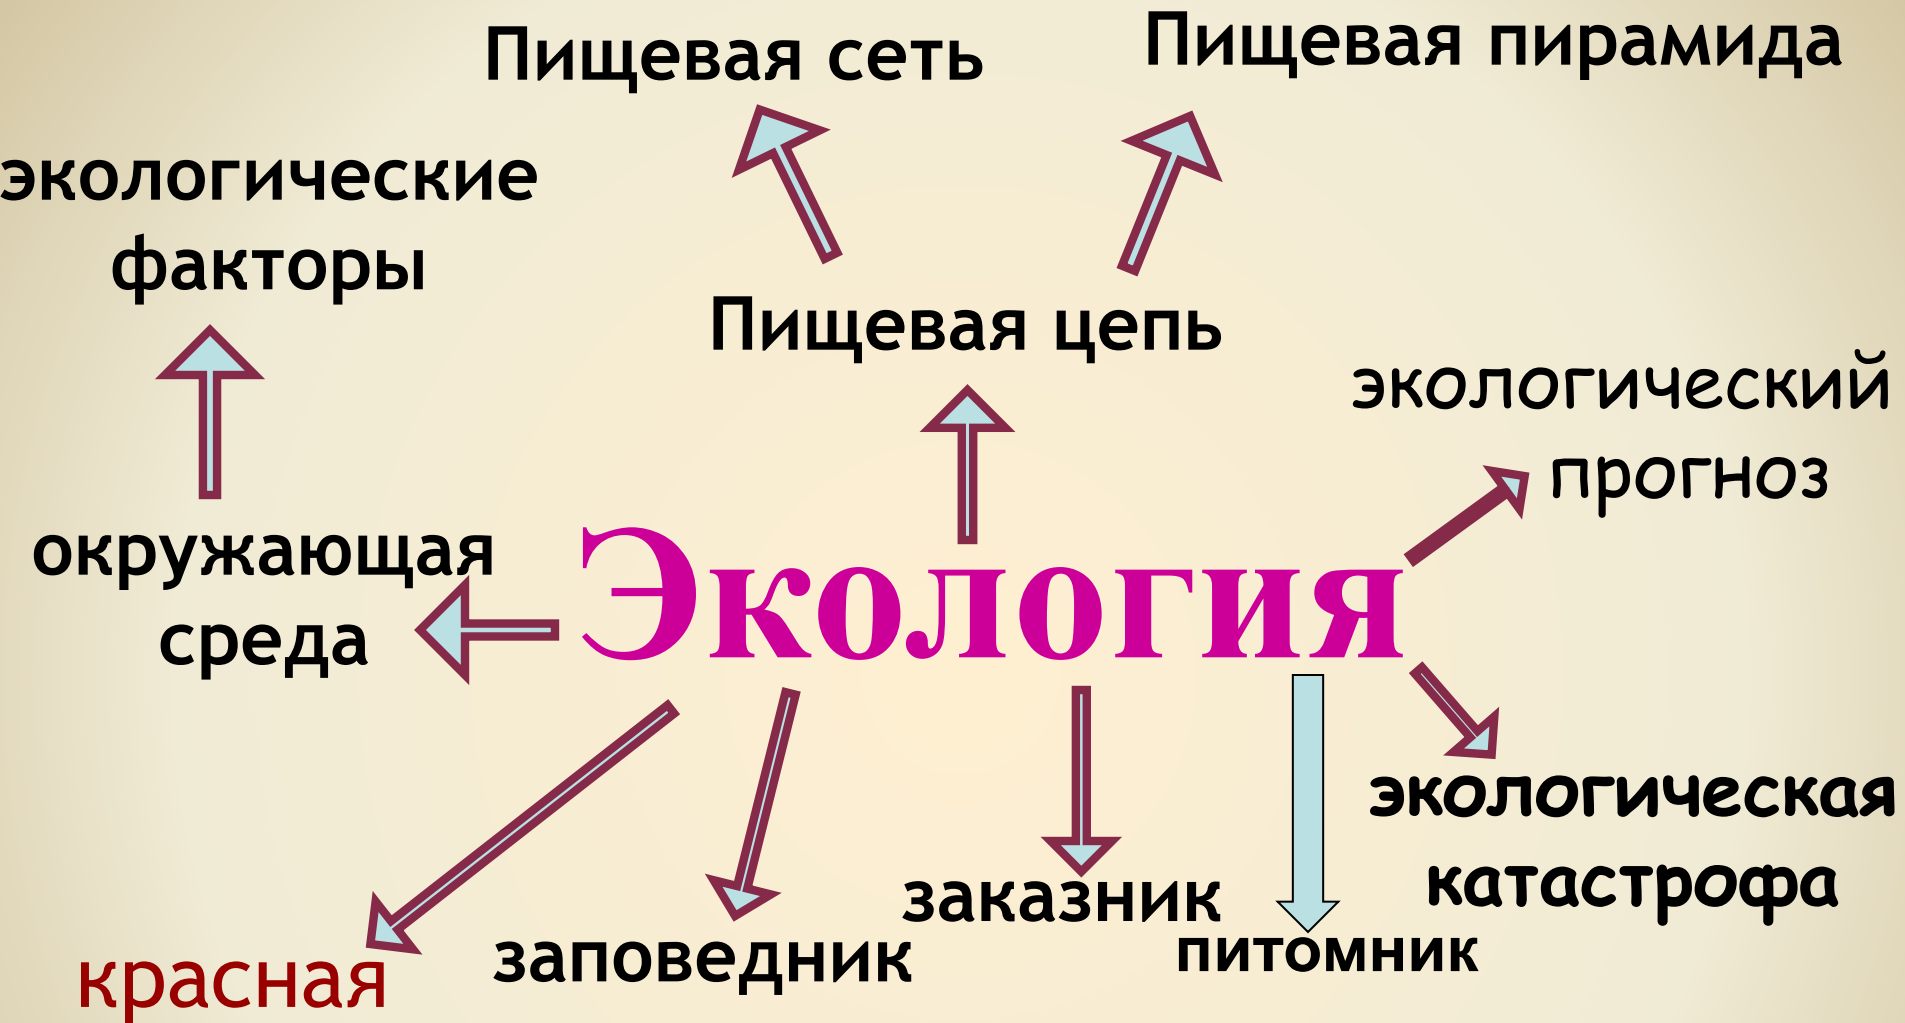 Пищевая сеть
Пищевая пирамида
экологические
факторы
Пищевая цепь
экологический
прогноз
окружающая
среда
Экология
экологическая
катастрофа
заказник
питомник
заповедник
красная